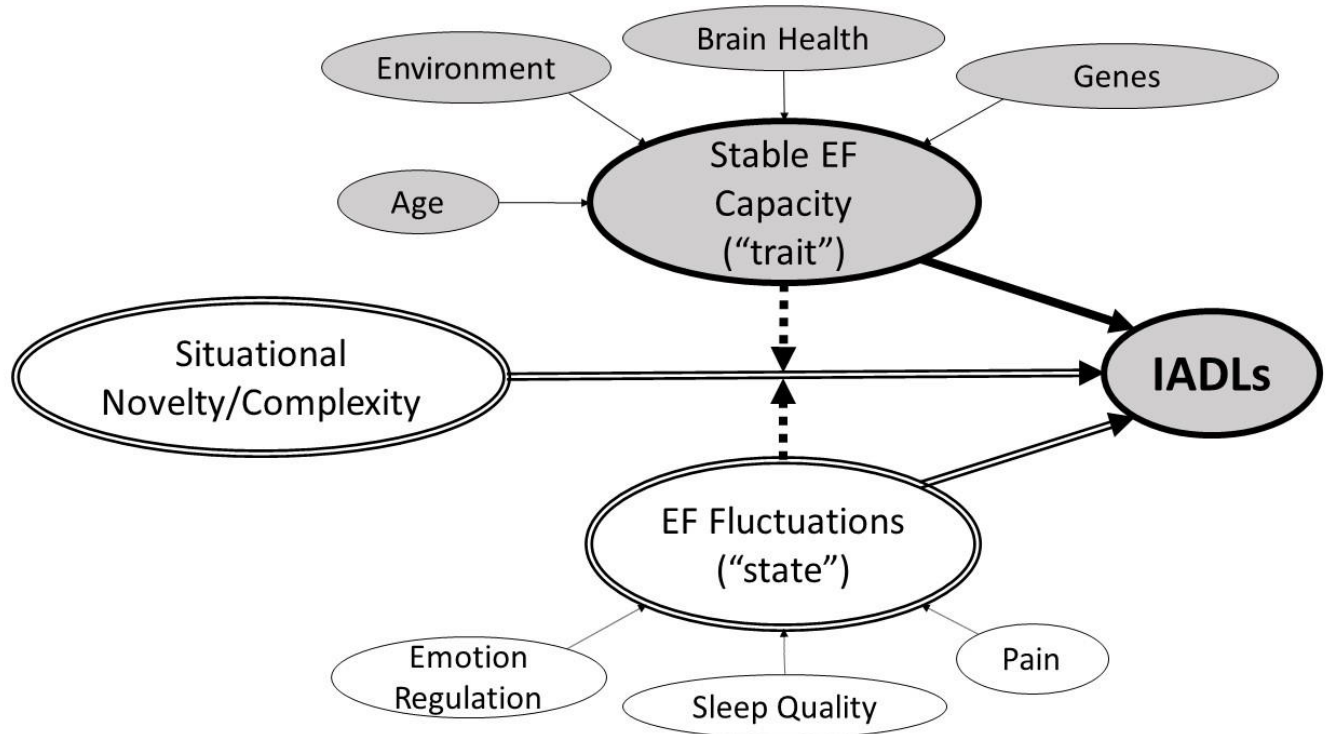 Brain Health
Environment
Genes
Stable EF
Capacity
(“trait”)
Age
Situational
Novelty/Complexity
IADLs
EF Fluctuations
(“state”)
Emotion
Regulation
Pain
Sleep Quality